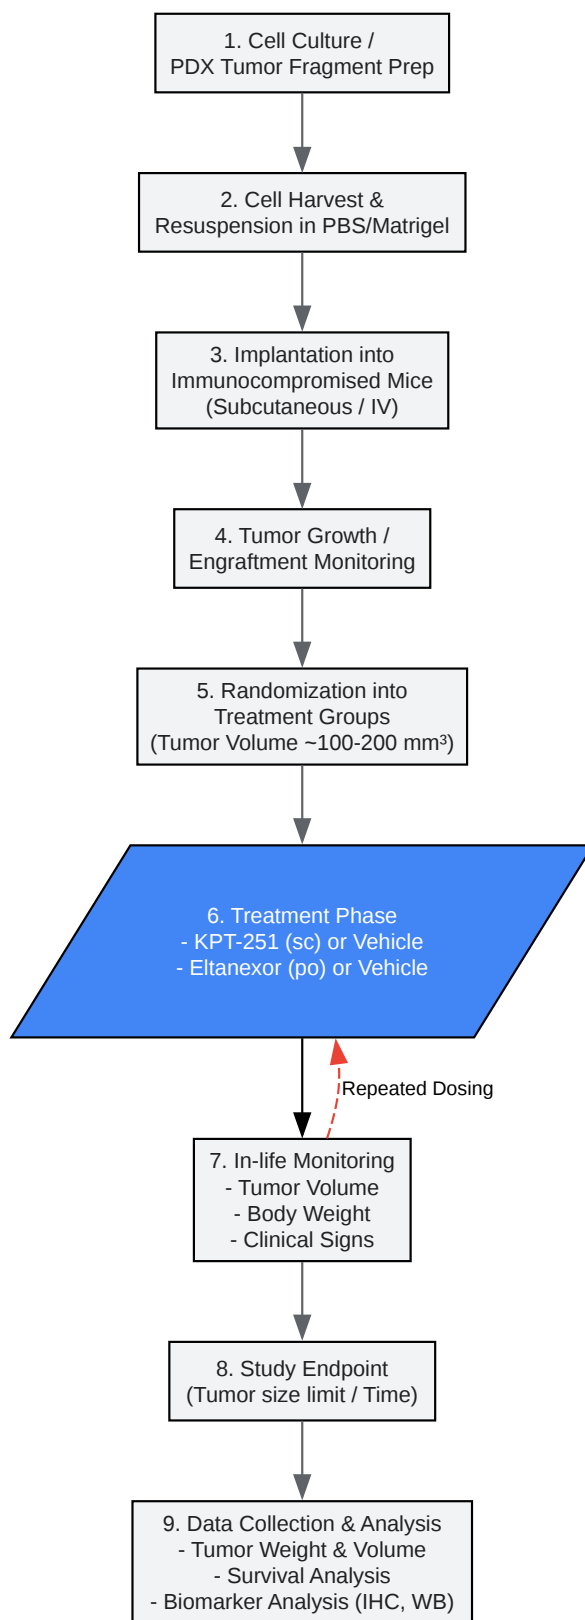 1. Cell Culture /
PDX Tumor Fragment Prep
2. Cell Harvest &
Resuspension in PBS/Matrigel
3. Implantation into
Immunocompromised Mice
(Subcutaneous / IV)
4. Tumor Growth /
Engraftment Monitoring
5. Randomization into
Treatment Groups
(Tumor Volume ~100-200 mm³)
6. Treatment Phase
- KPT-251 (sc) or Vehicle
- Eltanexor (po) or Vehicle
Repeated Dosing
7. In-life Monitoring
- Tumor Volume
- Body Weight
- Clinical Signs
8. Study Endpoint
(Tumor size limit / Time)
9. Data Collection & Analysis
- Tumor Weight & Volume
- Survival Analysis
- Biomarker Analysis (IHC, WB)